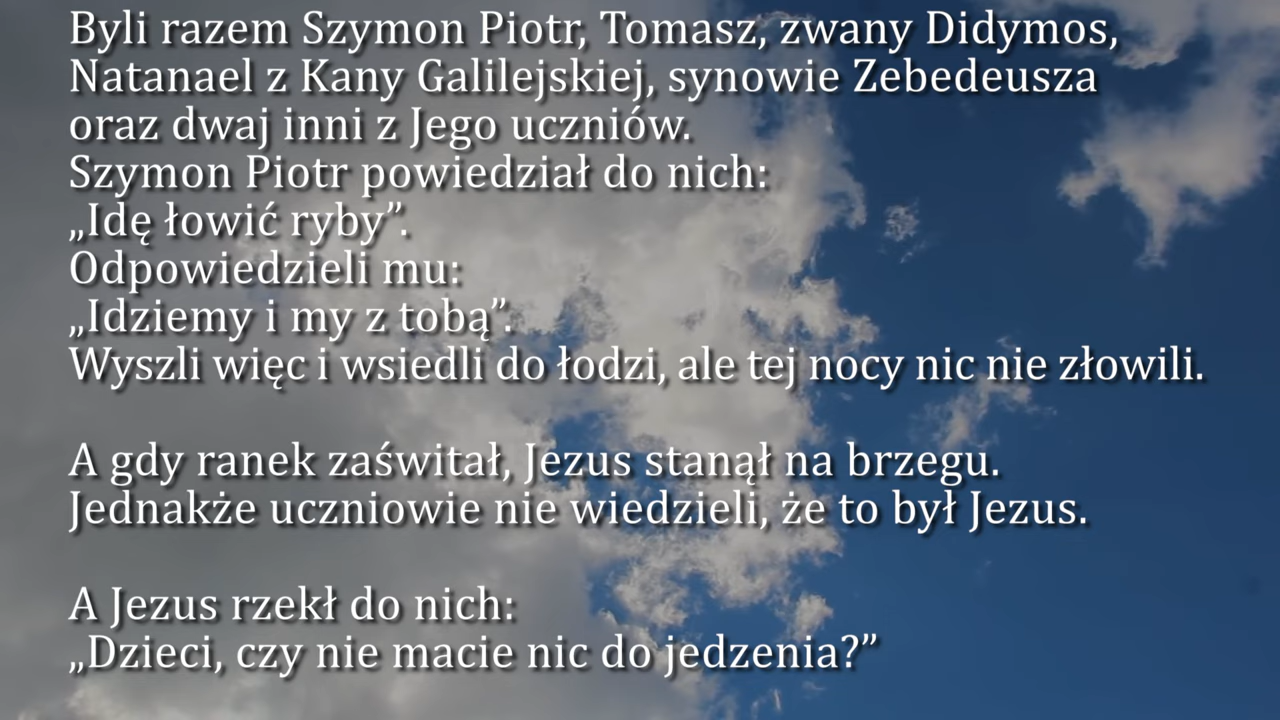 Byli razem Szymon Piotr, Tomasz, zwany Didymos,
Natanael z Kany Galilejskiej, synowie Zebedeusza
oraz dwaj inni z Jego uczniów.
Szymon Piotr powiedział do nich:
„Idę łowić ryby”.
Odpowiedzieli mu:
„Idziemy i my z tobą”.
Wyszli więc i wsiedli do łodzi, ale tej nocy nic nie złowili.
A gdy ranek zaświtał, Jezus stanął na brzegu.
Jednakże uczniowie nie wiedzieli, że to był Jezus.
A Jezus rzekł do nich:
„Dzieci, czy nie macie nic do jedzenia?”